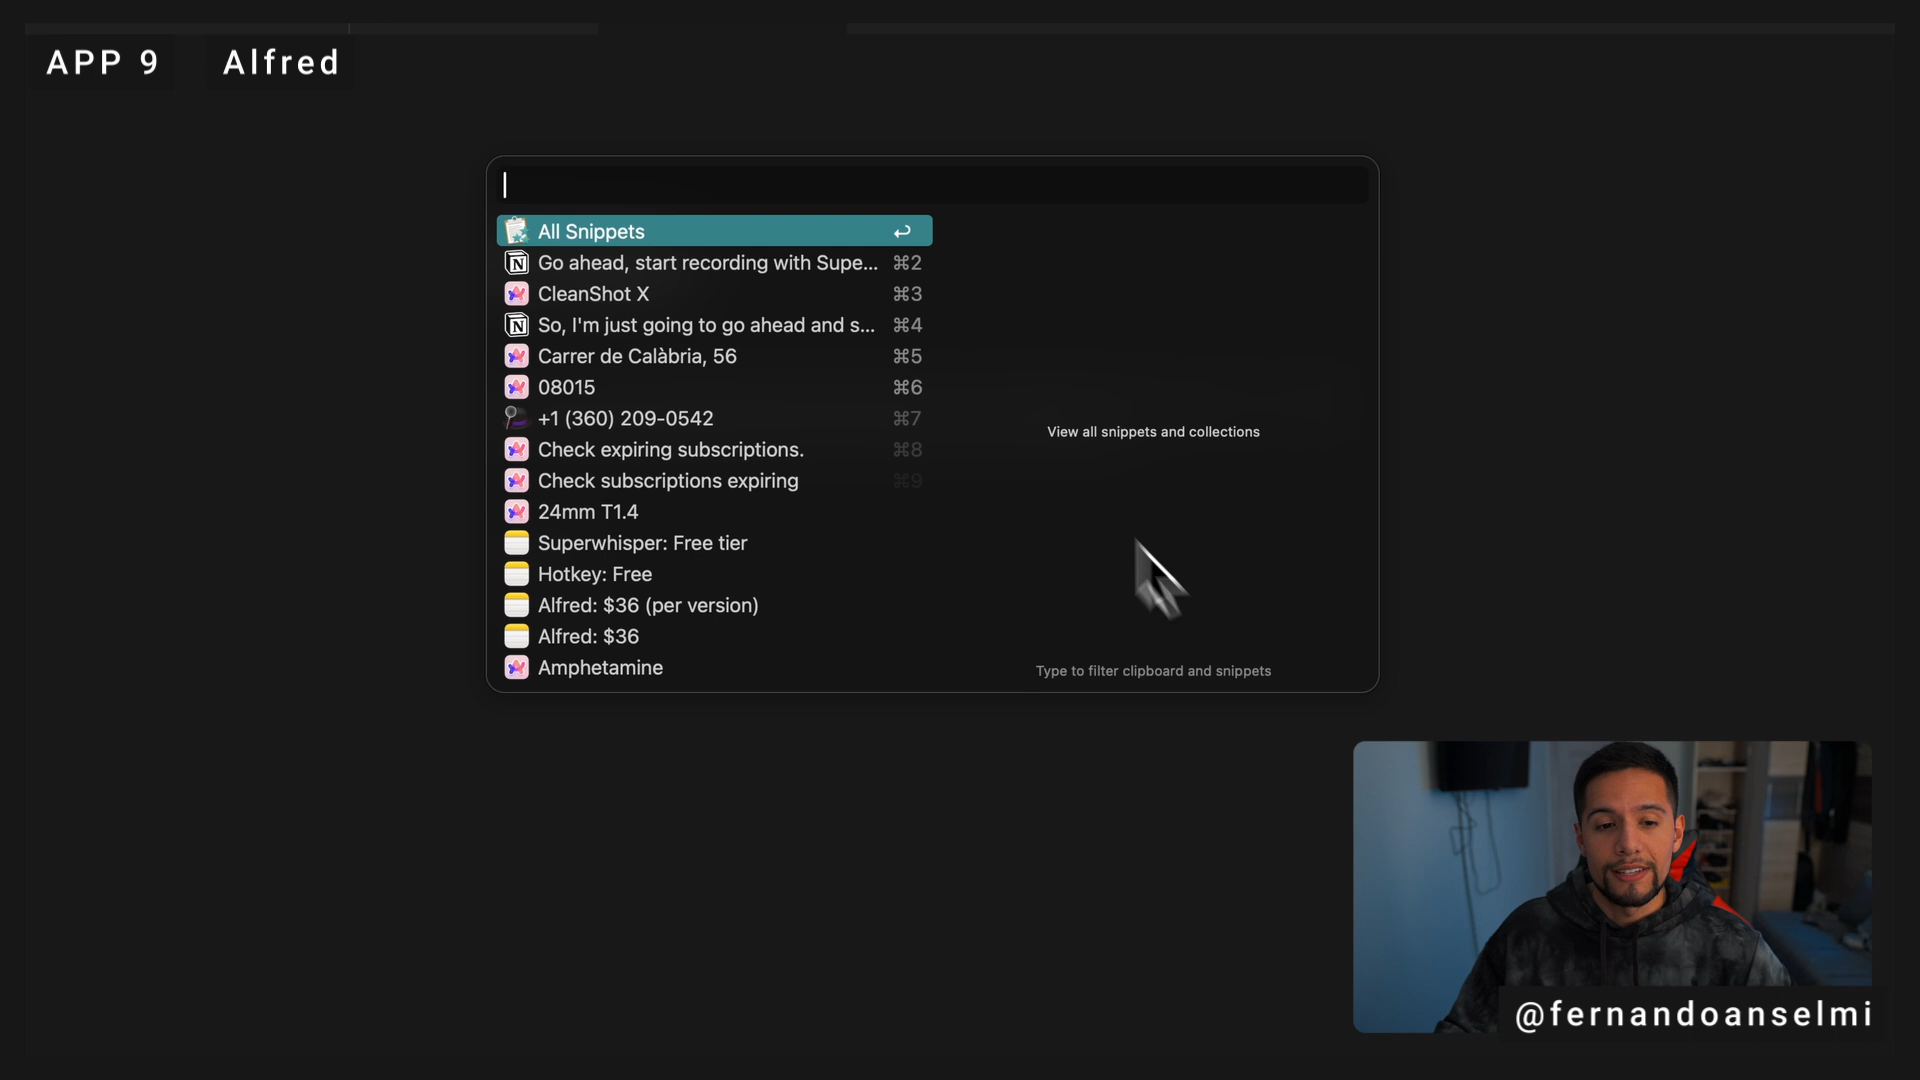 APP 9 Alfred
All Snippets
Go ahead, start recording with Supe... ⌘2
CleanShot X ⌘3
So, I'm just going to go ahead and s... ⌘4
Carrer de Calàbria, 56 ⌘5
08015 ⌘6
+1 (360) 209-0542 ⌘7
Check expiring subscriptions. ⌘8
Check subscriptions expiring ⌘9
24mm T1.4
Superwhisper: Free tier
Hotkey: Free
Alfred: $36 (per version)
Alfred: $36
Amphetamine
View all snippets and collections
Type to filter clipboard and snippets
@fernandoanselmi